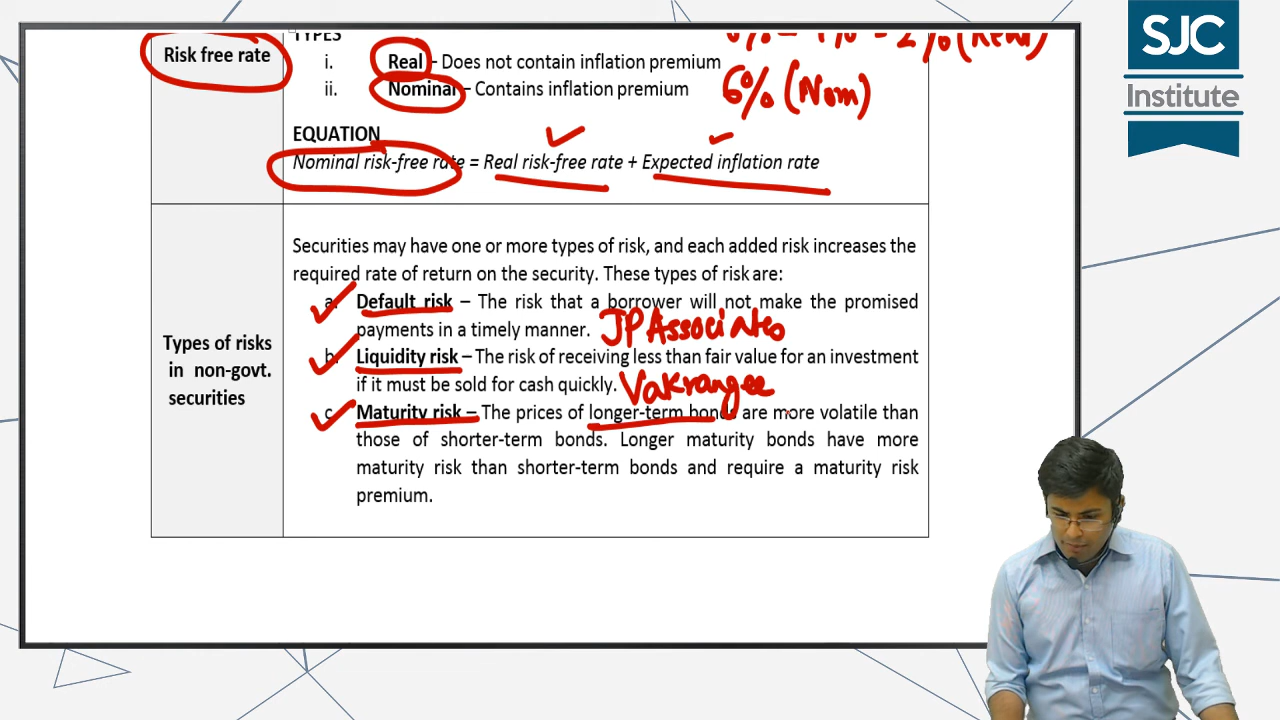 TYPES
Risk free rate
i. Real – Does not contain inflation premium
ii. Nominal – Contains inflation premium
6% (Nom)
EQUATION
Nominal risk-free rate = Real risk-free rate + Expected inflation rate
Types of risks
in non-govt.
securities
Securities may have one or more types of risk, and each added risk increases the
required rate of return on the security. These types of risk are:
a. Default risk – The risk that a borrower will not make the promised
payments in a timely manner. JP Associates
b. Liquidity risk – The risk of receiving less than fair value for an investment
if it must be sold for cash quickly. Vakrangee
c. Maturity risk – The prices of longer-term bonds are more volatile than
those of shorter-term bonds. Longer maturity bonds have more
maturity risk than shorter-term bonds and require a maturity risk
premium.
SJC
Institute